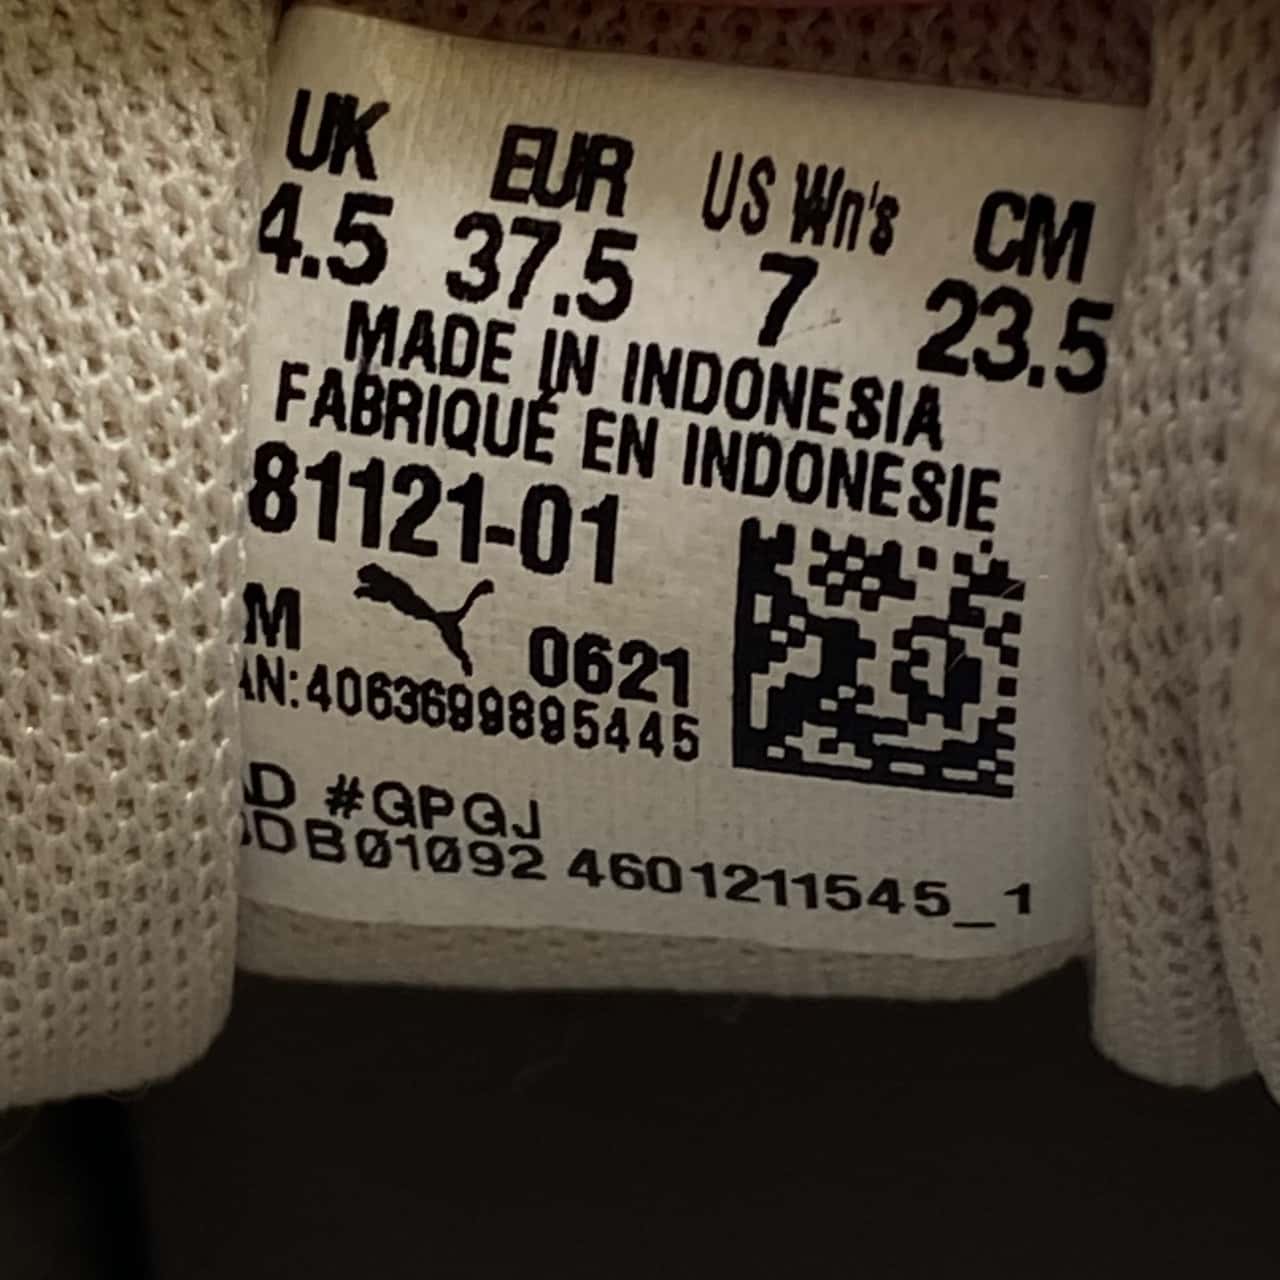 UK EUR US Wn's CM
4.5 37.5 7 23.5
MADE IN INDONESIA
FABRIQUÉ EN INDONESIE
81121-01
M 0621
AN:4063699895445
D #GPGJ
DB01092 4601211545_1